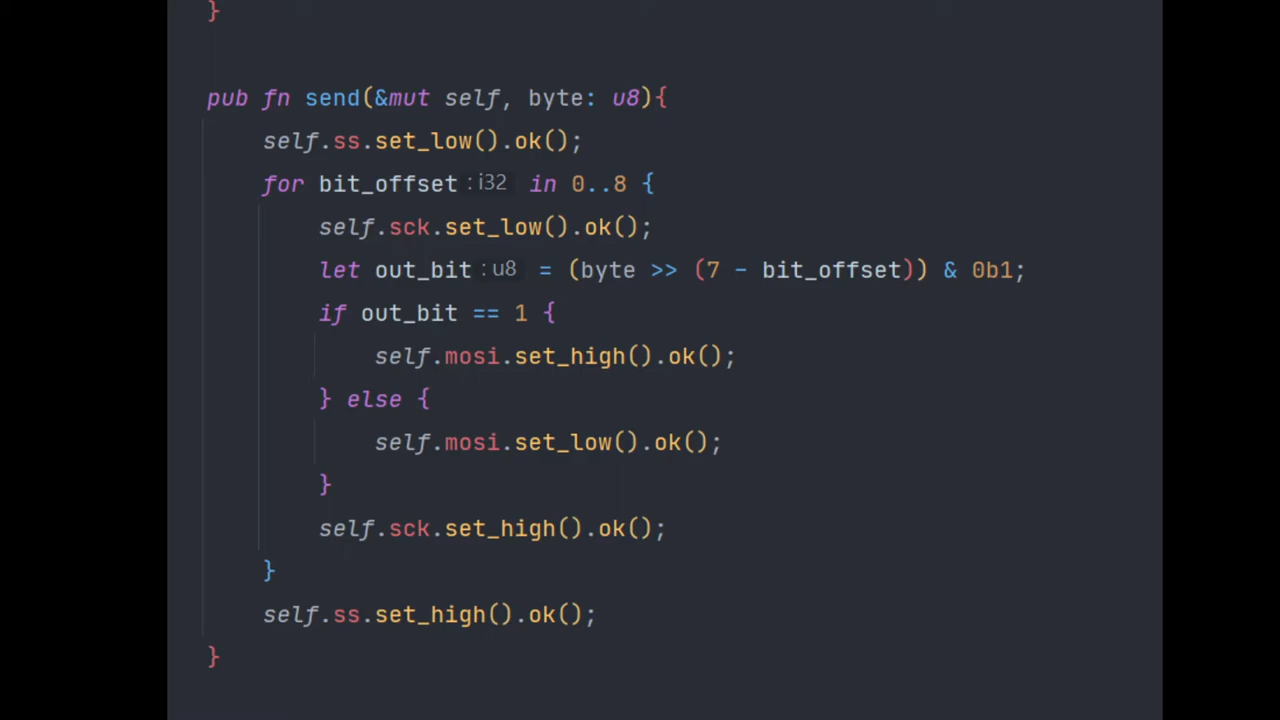 }
pub fn send(&mut self, byte: u8){
self.ss.set_low().ok();
for bit_offset : i32 in 0..8 {
self.sck.set_low().ok();
let out_bit : u8 = (byte >> (7 - bit_offset)) & 0b1;
if out_bit == 1 {
self.mosi.set_high().ok();
} else {
self.mosi.set_low().ok();
}
self.sck.set_high().ok();
}
self.ss.set_high().ok();
}